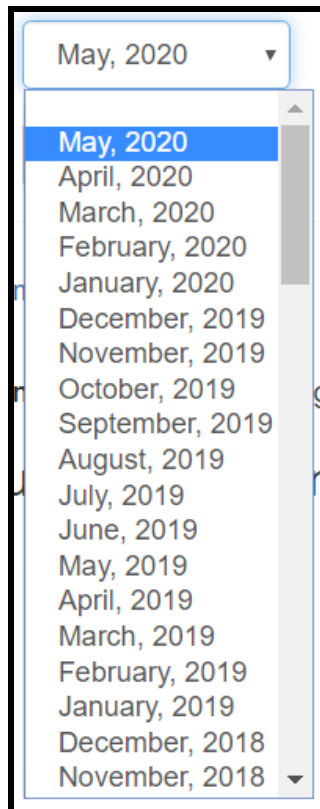 May, 2020
May, 2020
April, 2020
March, 2020
February, 2020
January, 2020
December, 2019
November, 2019
October, 2019
September, 2019
August, 2019
July, 2019
June, 2019
May, 2019
April, 2019
March, 2019
February, 2019
January, 2019
December, 2018
November, 2018